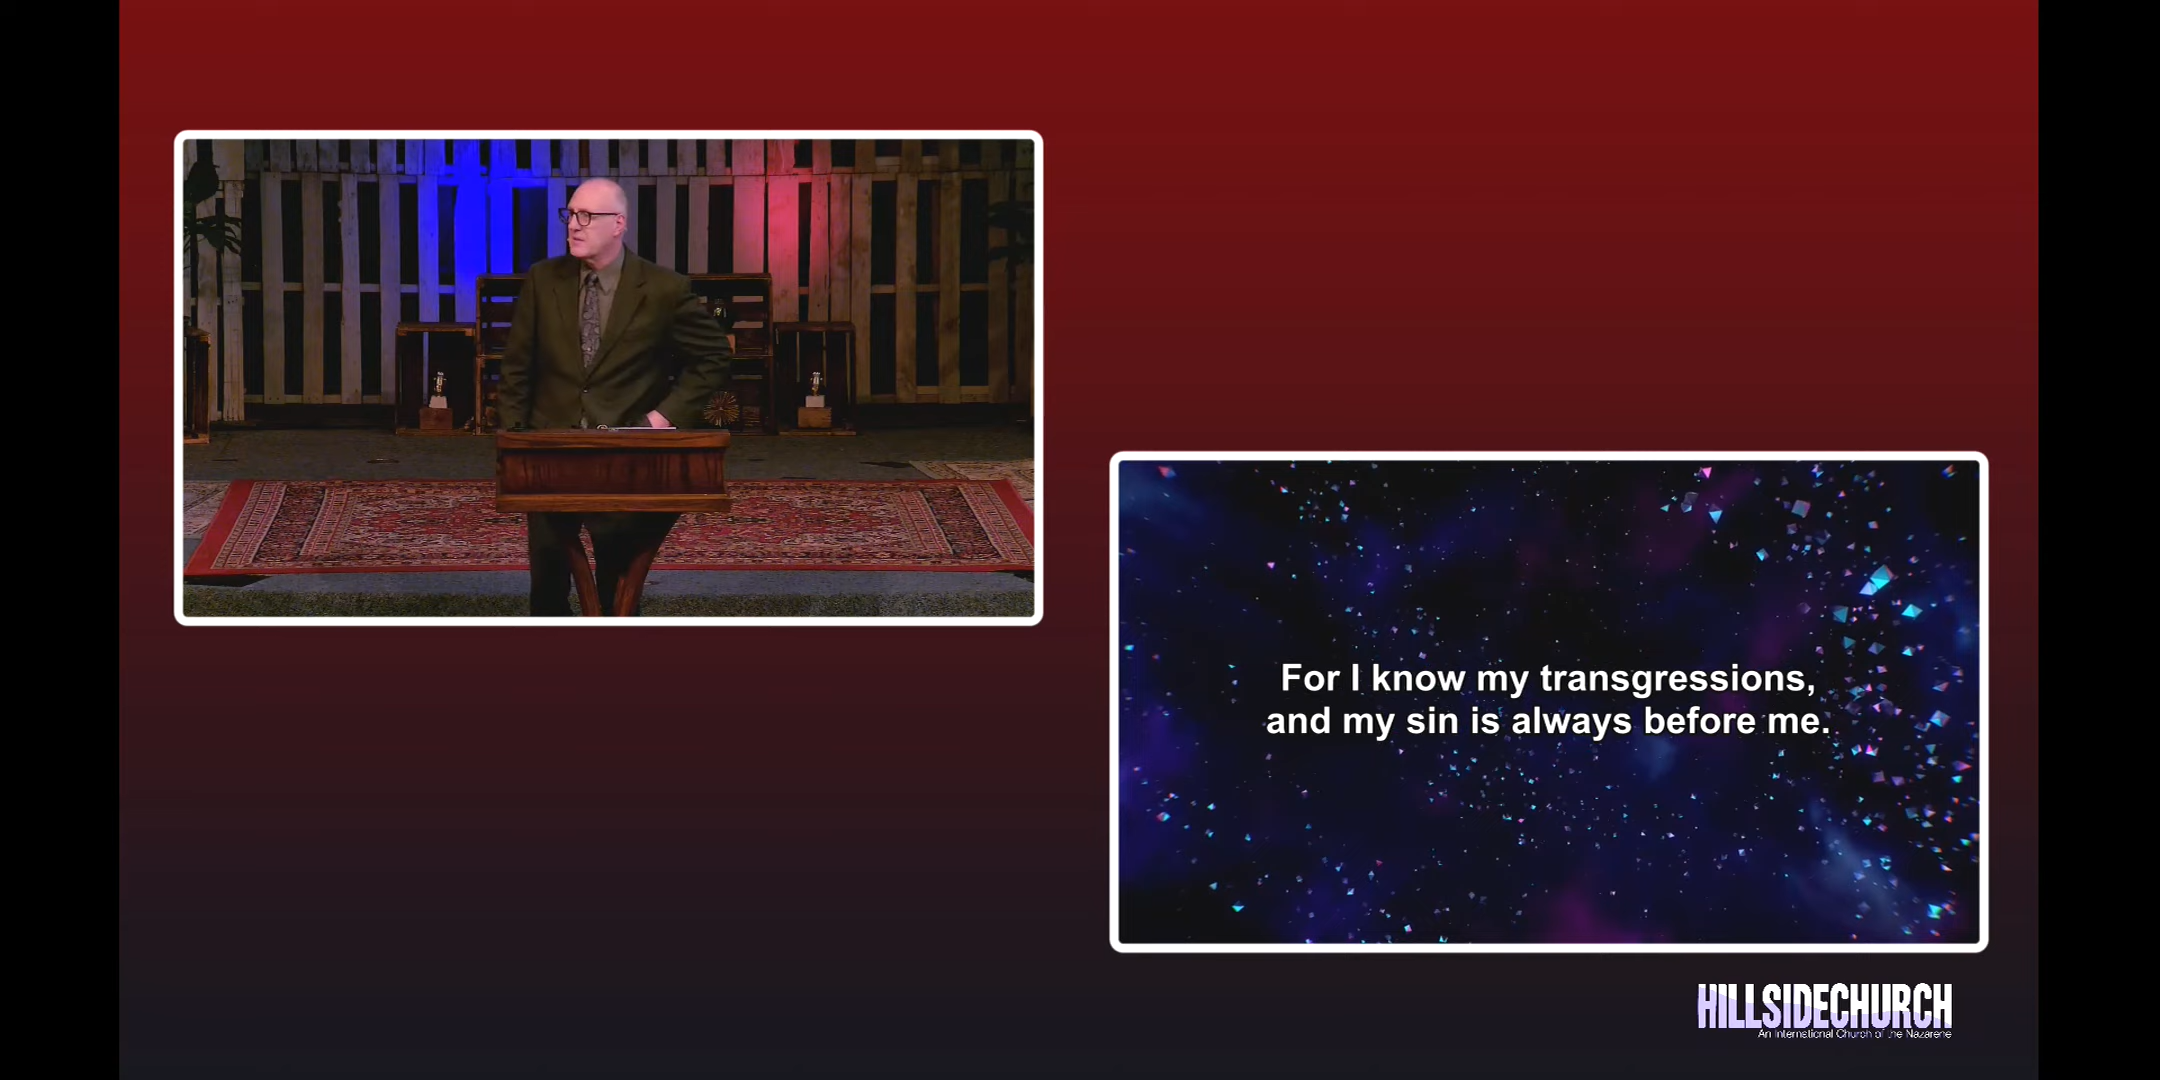 For I know my transgressions,
and my sin is always before me.
HILLSIDECHURCH
An International Church of the Nazarene